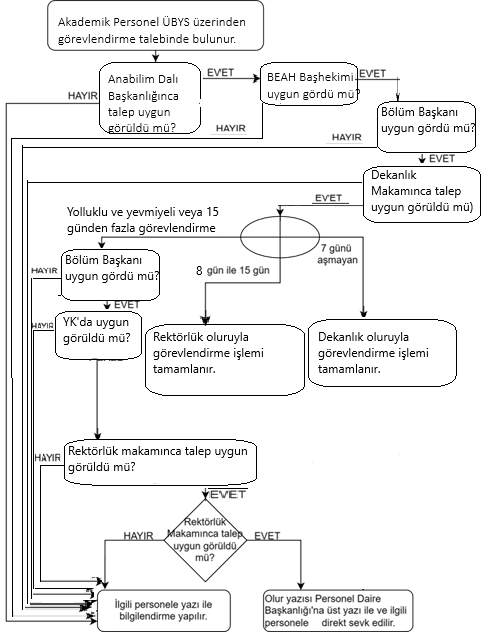 Akademik Personel ÜBYS üzerinden
görevlendirme talebinde bulunur.
Anabilim Dalı
Başkanlığınca
talep uygun
görüldü mü?
EVET
HAYIR
BEAH Başhekimi
uygun gördü mü?
EVET
HAYIR
Bölüm Başkanı
uygun gördü mü?
HAYIR
EVET
Dekanlık
Makamınca talep
uygun görüldü mü)
EVET
Yolluklu ve yevmiyeli veya 15
günden fazla görevlendirme
8 gün ile 15 gün
7 günü
aşmayan
Bölüm Başkanı
uygun gördü mü?
HAYIR
EVET
YK'da uygun
görüldü mü?
HAYIR
Rektörlük oluruyla
görevlendirme işlemi
tamamlanır.
Dekanlık oluruyla
görevlendirme işlemi
tamamlanır.
Rektörlük makamınca talep uygun
görüldü mü?
HAYIR
EVET
Rektörlük
Makamınca talep
uygun görüldü
mü?
HAYIR
EVET
İlgili personele yazı ile
bilgilendirme yapılır.
Olur yazısı Personel Daire
Başkanlığı'na üst yazı ile ve ilgili
personele direkt sevk edilir.